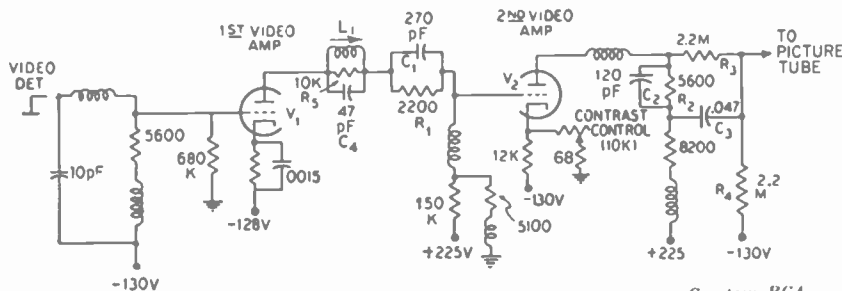 VIDEO
DET
10pF
5600
-130V
680
K
1ST VIDEO
AMP
V1
.0015
-128V
L1
10K
R5
47
pF
C4
270
pF
C1
2200
R1
150
K
+225V
5100
2ND VIDEO
AMP
V2
12K
-130V
CONTRAST
CONTROL
(10K)
68
120
pF
C2
2.2M
R3
5600
R2
.047
C3
8200
+225
R4
2.2
M
-130V
TO
PICTURE
TUBE
Courtesy RCA